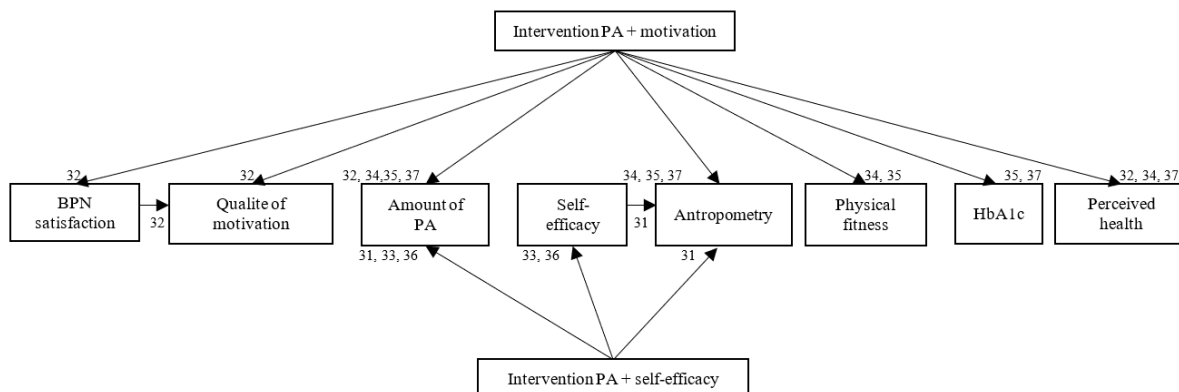 Intervention PA + motivation
32
32
32, 34,35, 37
34, 35, 37
34, 35
35, 37
32, 34, 37
BPN
satisfaction
32
Qualite of
motivation
Amount of
PA
Self-
efficacy
31
Antropometry
Physical
fitness
HbA1c
Perceived
health
31, 33, 36
33, 36
31
Intervention PA + self-efficacy